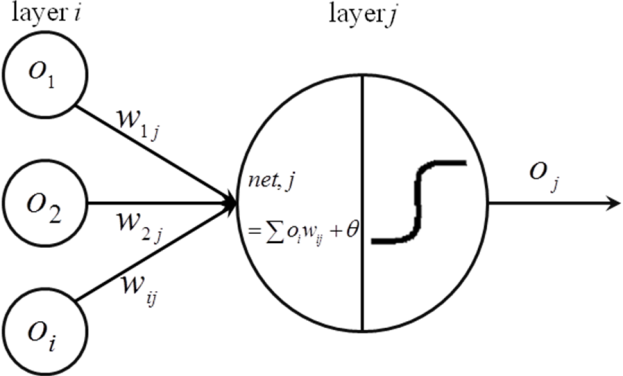 layer i
layer j
o1
w1j
o2
w2j
oi
wij
net, j
= ∑ oiwij + θ
oj